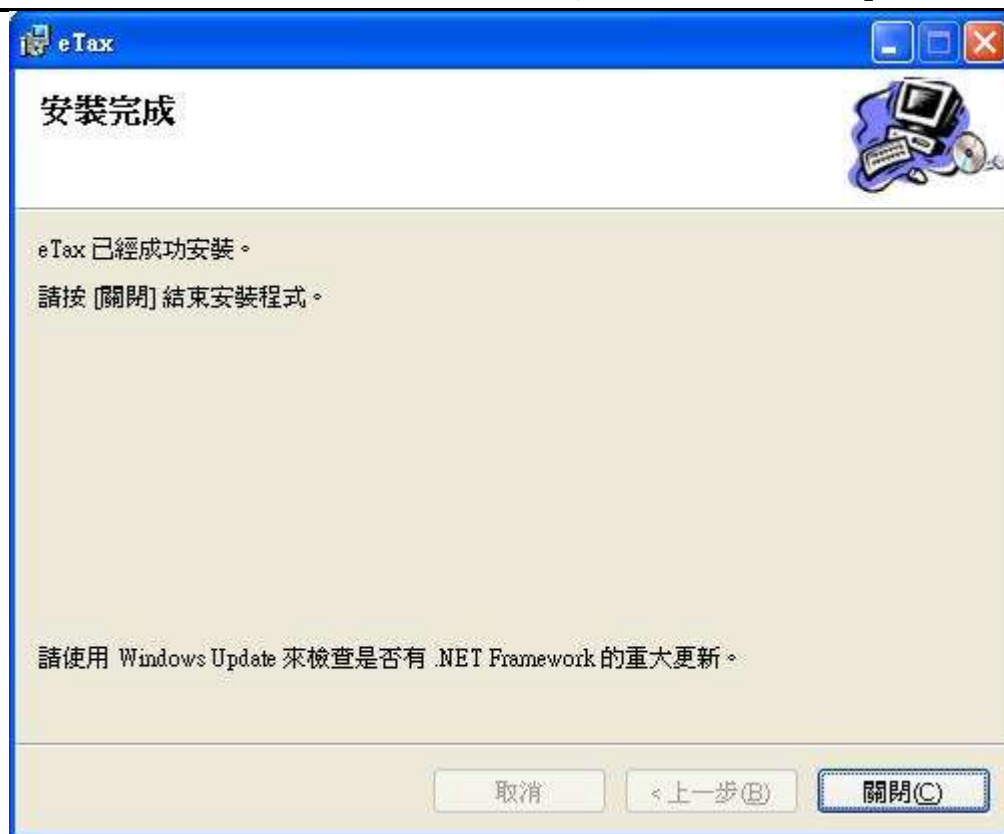 eTax
安裝完成
eTax 已經成功安裝。
請按 [關閉] 結束安裝程式。
請使用 Windows Update 來檢查是否有 .NET Framework 的重大更新。
取消
<上一步(B)
關閉(C)